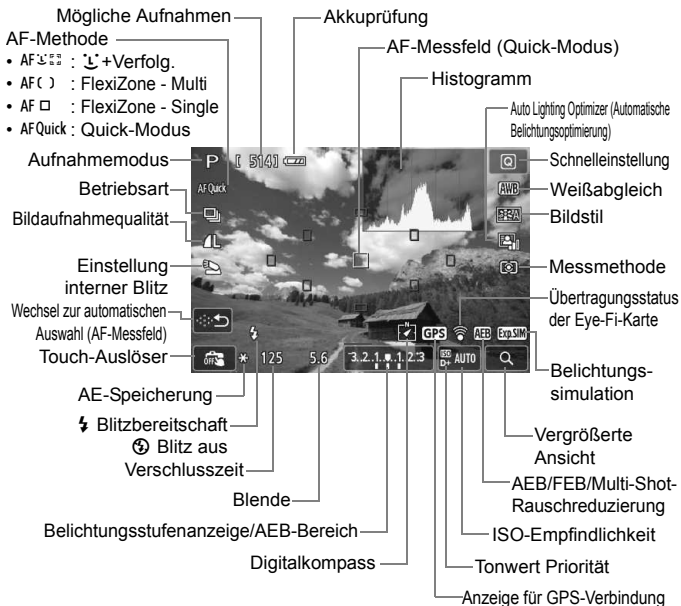 Mögliche Aufnahmen
Akkuprüfung
AF-Methode
• AF : +Verfolg.
• AF( ) : FlexiZone - Multi
• AF □ : FlexiZone - Single
• AFQuick : Quick-Modus
AF-Messfeld (Quick-Modus)
Histogramm
Auto Lighting Optimizer (Automatische
Belichtungsoptimierung)
Aufnahmemodus
Betriebsart
Bildaufnahmequalität
Einstellung
interner Blitz
Wechsel zur automatischen
Auswahl (AF-Messfeld)
Touch-Auslöser
P [ 514]
AFQuick
L
OFF
Q
AWB
A
N GPS AEB Exp.SIM
* 125 5.6 -3..2..1..0..1..2.:3 ISO D+ AUTO
Schnelleinstellung
Weißabgleich
Bildstil
Messmethode
Übertragungsstatus
der Eye-Fi-Karte
Belichtungs-
simulation
AE-Speicherung
Blitzbereitschaft
Blitz aus
Verschlusszeit
Blende
Belichtungsstufenanzeige/AEB-Bereich
Digitalkompass
Vergrößerte
Ansicht
AEB/FEB/Multi-Shot-
Rauschreduzierung
ISO-Empfindlichkeit
Tonwert Priorität
Anzeige für GPS-Verbindung